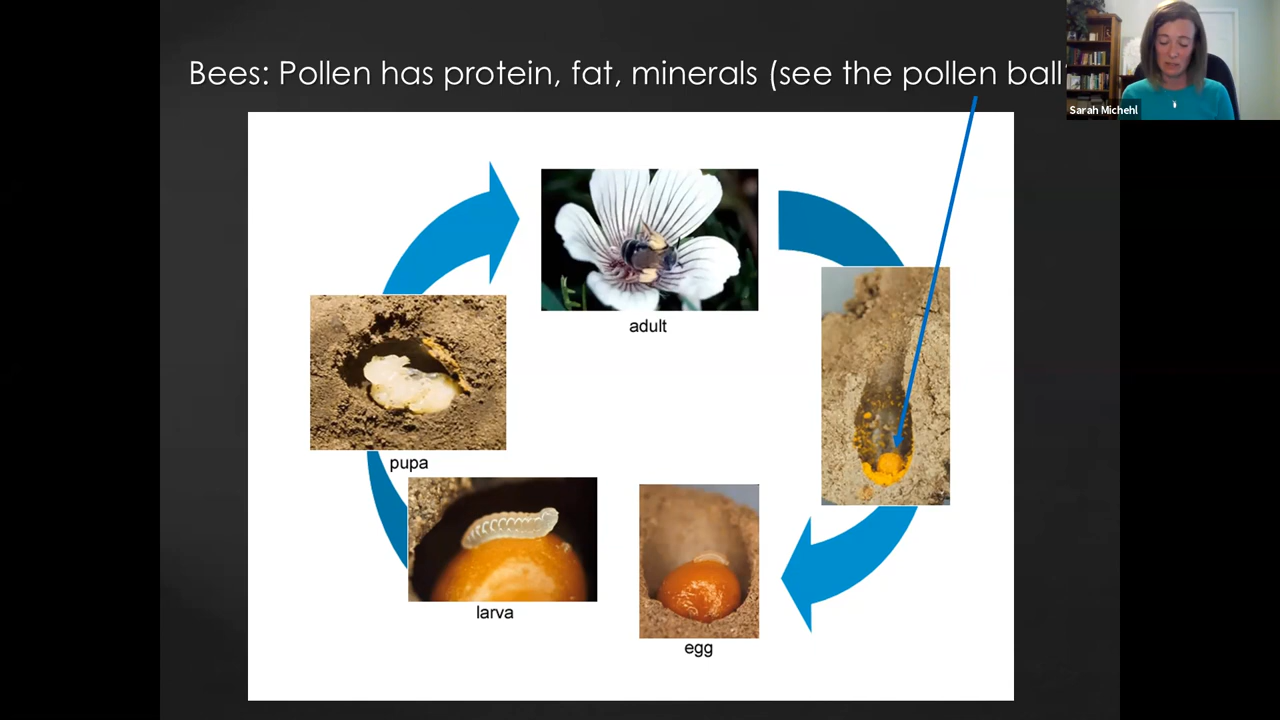 Bees: Pollen has protein, fat, minerals (see the pollen ball
Sarah Michehl
adult
pupa
larva
egg